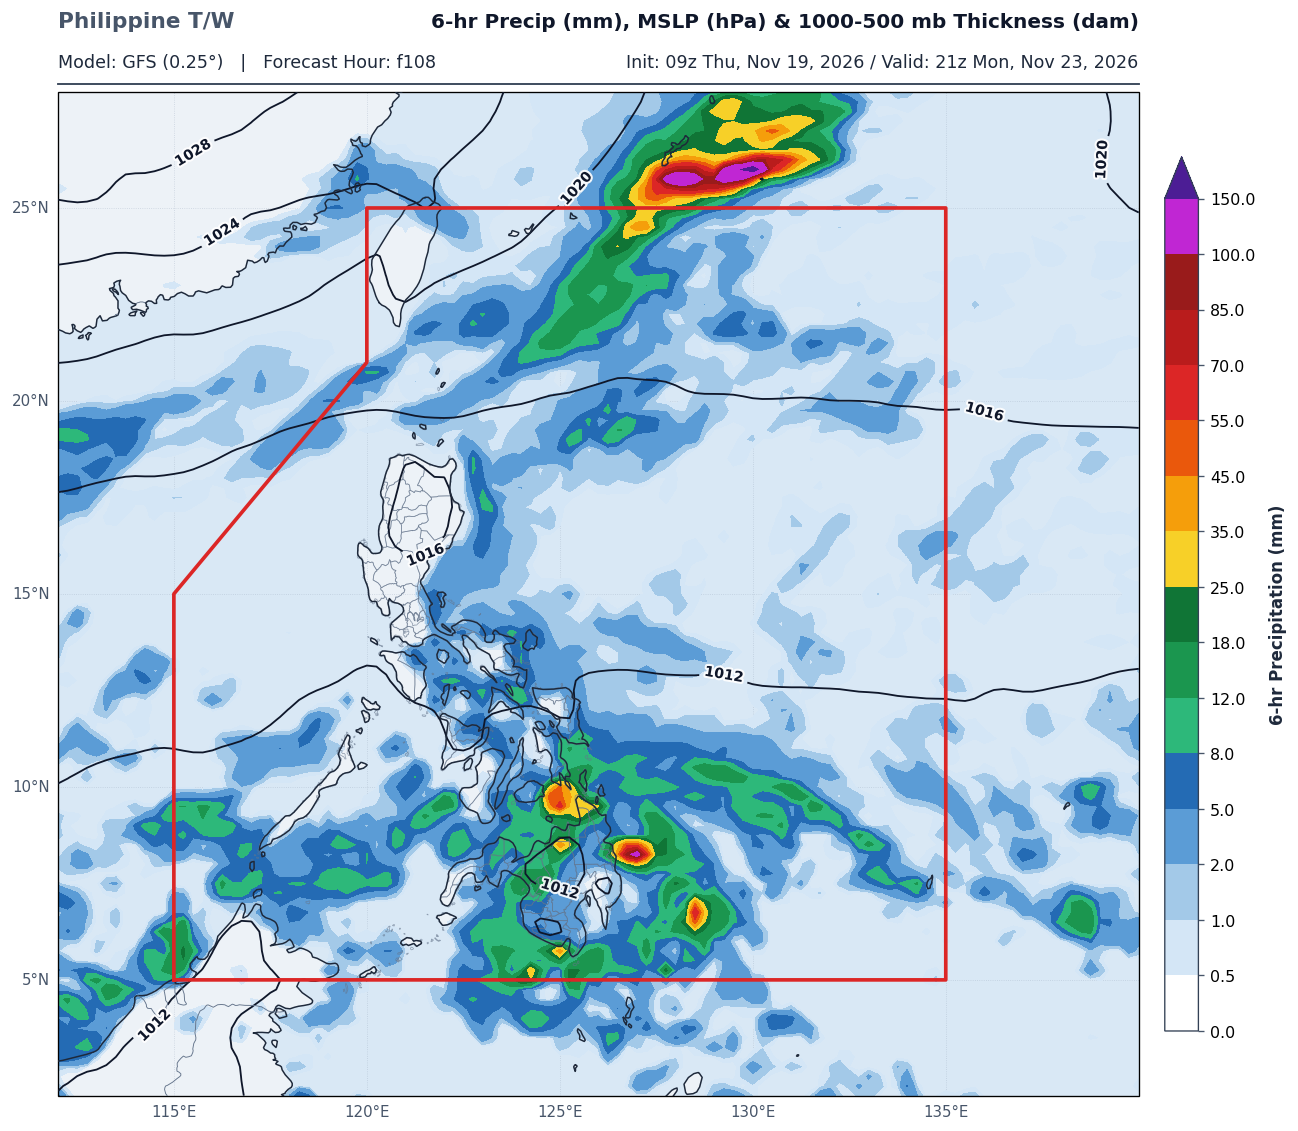 Philippine T/W
6-hr Precip (mm), MSLP (hPa) & 1000-500 mb Thickness (dam)
Model: GFS (0.25°) | Forecast Hour: f108
Init: 09z Thu, Nov 19, 2026 / Valid: 21z Mon, Nov 23, 2026
1028
1024
1020
1020
1016
1016
1012
1012
1012
25°N
20°N
15°N
10°N
5°N
115°E
120°E
125°E
130°E
135°E
150.0
100.0
85.0
70.0
55.0
45.0
35.0
25.0
18.0
12.0
8.0
5.0
2.0
1.0
0.5
0.0
6-hr Precipitation (mm)